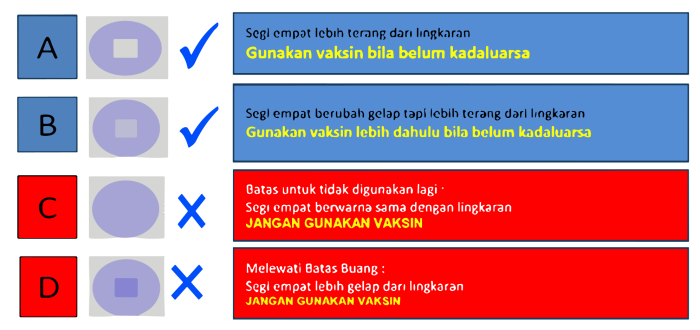 A
Segi empat lebih terang dari lingkaran
Gunakan vaksin bila belum kadaluarsa
B
Segi empat berubah gelap tapi lebih terang dari lingkaran
Gunakan vaksin lebih dahulu bila belum kadaluarsa
C
Batas untuk tidak digunakan lagi :
Segi empat berwarna sama dengan lingkaran
JANGAN GUNAKAN VAKSIN
D
Melewati Batas Buang :
Segi empat lebih gelap dari lingkaran
JANGAN GUNAKAN VAKSIN